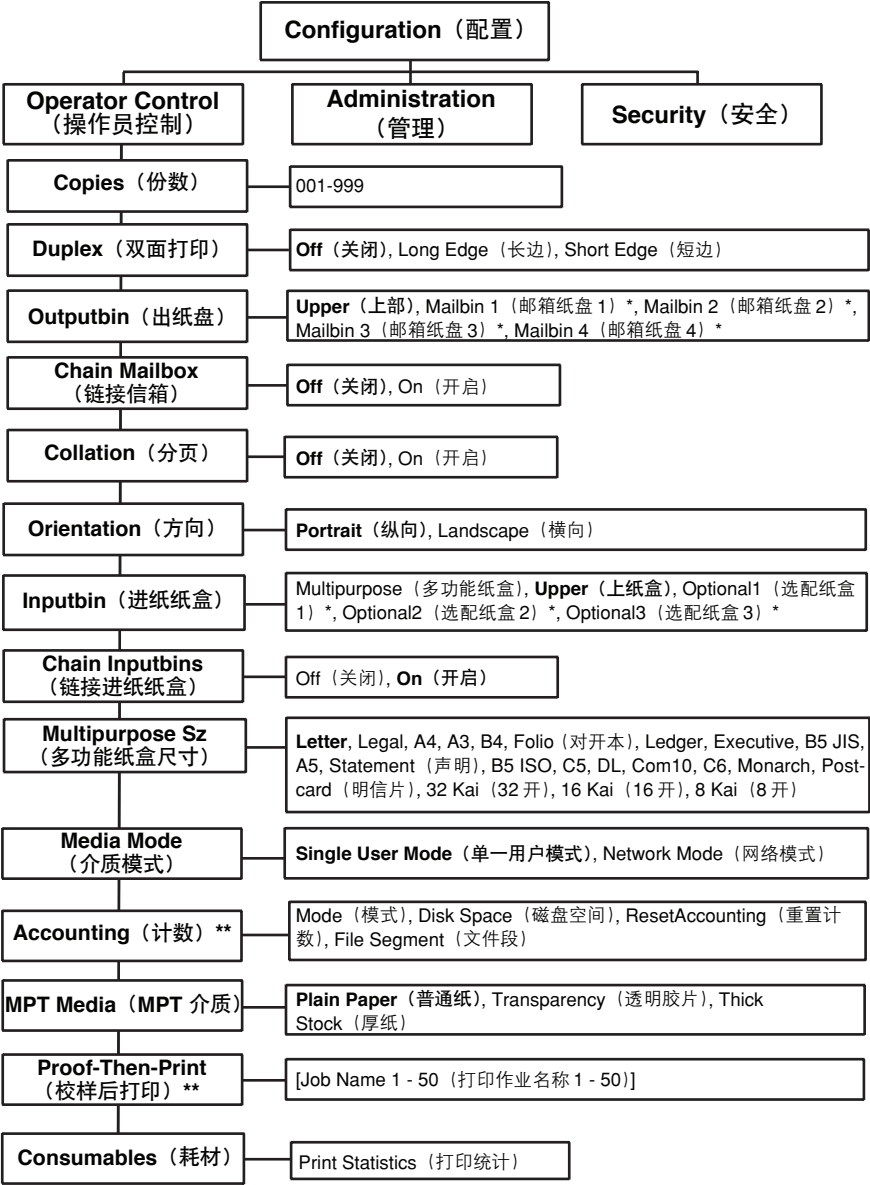 Configuration（配置）
Operator Control
（操作员控制）
Administration
（管理）
Security（安全）
Copies（份数）
001-999
Duplex（双面打印）
Off（关闭）, Long Edge（长边）, Short Edge（短边）
Outputbin（出纸盘）
Upper（上部）, Mailbin 1（邮箱纸盘 1）*, Mailbin 2（邮箱纸盘 2）*,
Mailbin 3（邮箱纸盘 3）*, Mailbin 4（邮箱纸盘 4）*
Chain Mailbox
（链接信箱）
Off（关闭）, On（开启）
Collation（分页）
Off（关闭）, On（开启）
Orientation（方向）
Portrait（纵向）, Landscape（横向）
Inputbin（进纸纸盒）
Multipurpose（多功能纸盒）, Upper（上纸盒）, Optional1（选配纸盒
1）*, Optional2（选配纸盒 2）*, Optional3（选配纸盒 3）*
Chain Inputbins
（链接进纸纸盒）
Off（关闭）, On（开启）
Multipurpose Sz
（多功能纸盒尺寸）
Letter, Legal, A4, A3, B4, Folio（对开本）, Ledger, Executive, B5 JIS,
A5, Statement（声明）, B5 ISO, C5, DL, Com10, C6, Monarch, Post-
card（明信片）, 32 Kai（32 开）, 16 Kai（16 开）, 8 Kai（8 开）
Media Mode
（介质模式）
Single User Mode（单一用户模式）, Network Mode（网络模式）
Accounting（计数）**
Mode（模式）, Disk Space（磁盘空间）, ResetAccounting（重置计
数）, File Segment（文件段）
MPT Media（MPT 介质）
Plain Paper（普通纸）, Transparency（透明胶片）, Thick
Stock（厚纸）
Proof-Then-Print
（校样后打印）**
[Job Name 1 - 50（打印作业名称 1 - 50）]
Consumables（耗材）
Print Statistics（打印统计）